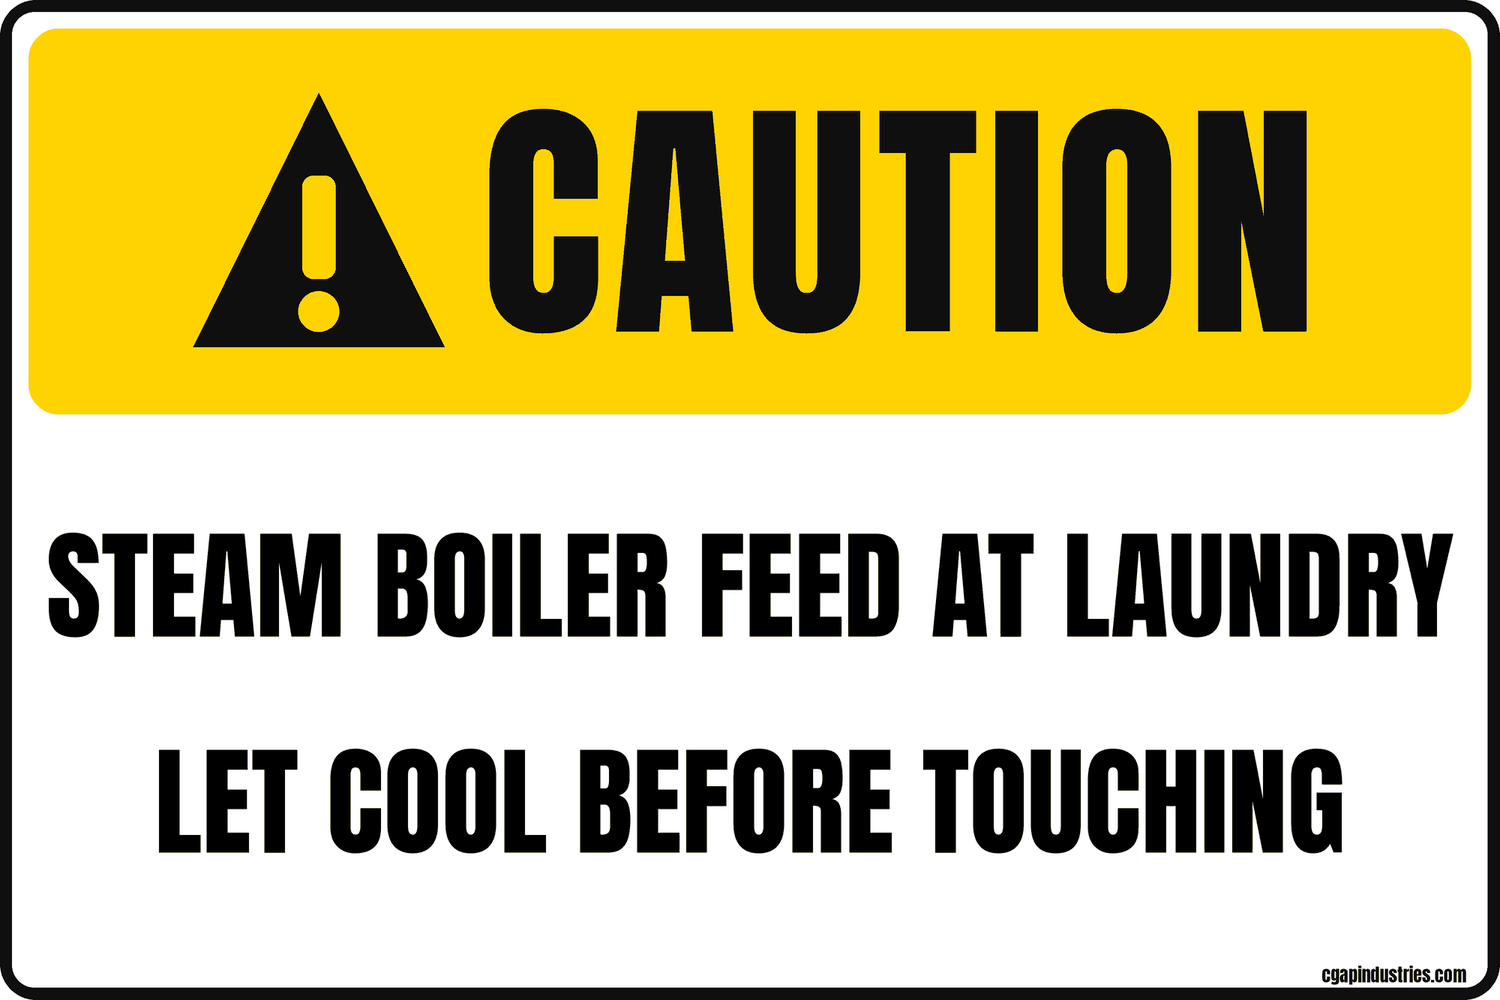 CAUTION
STEAM BOILER FEED AT LAUNDRY
LET COOL BEFORE TOUCHING
cgapindustries.com